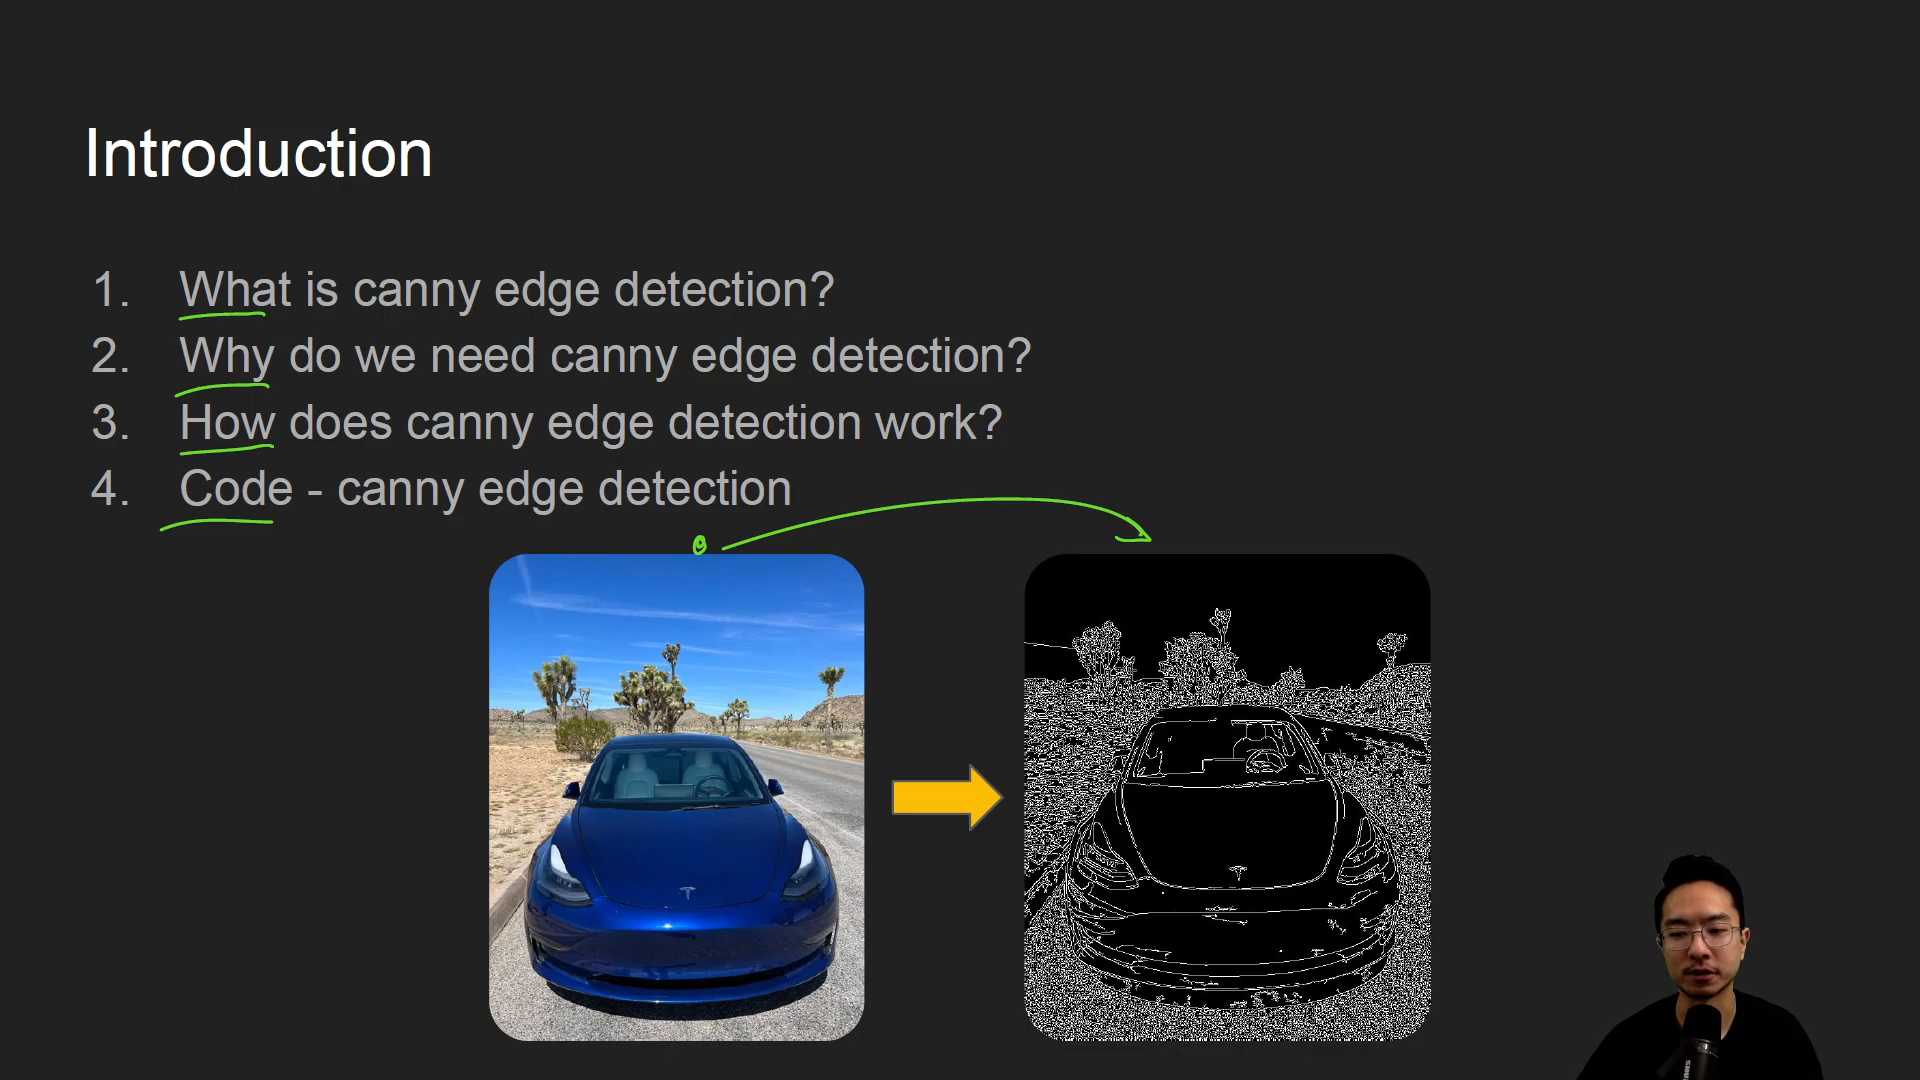 Introduction
1. What is canny edge detection?
2. Why do we need canny edge detection?
3. How does canny edge detection work?
4. Code - canny edge detection